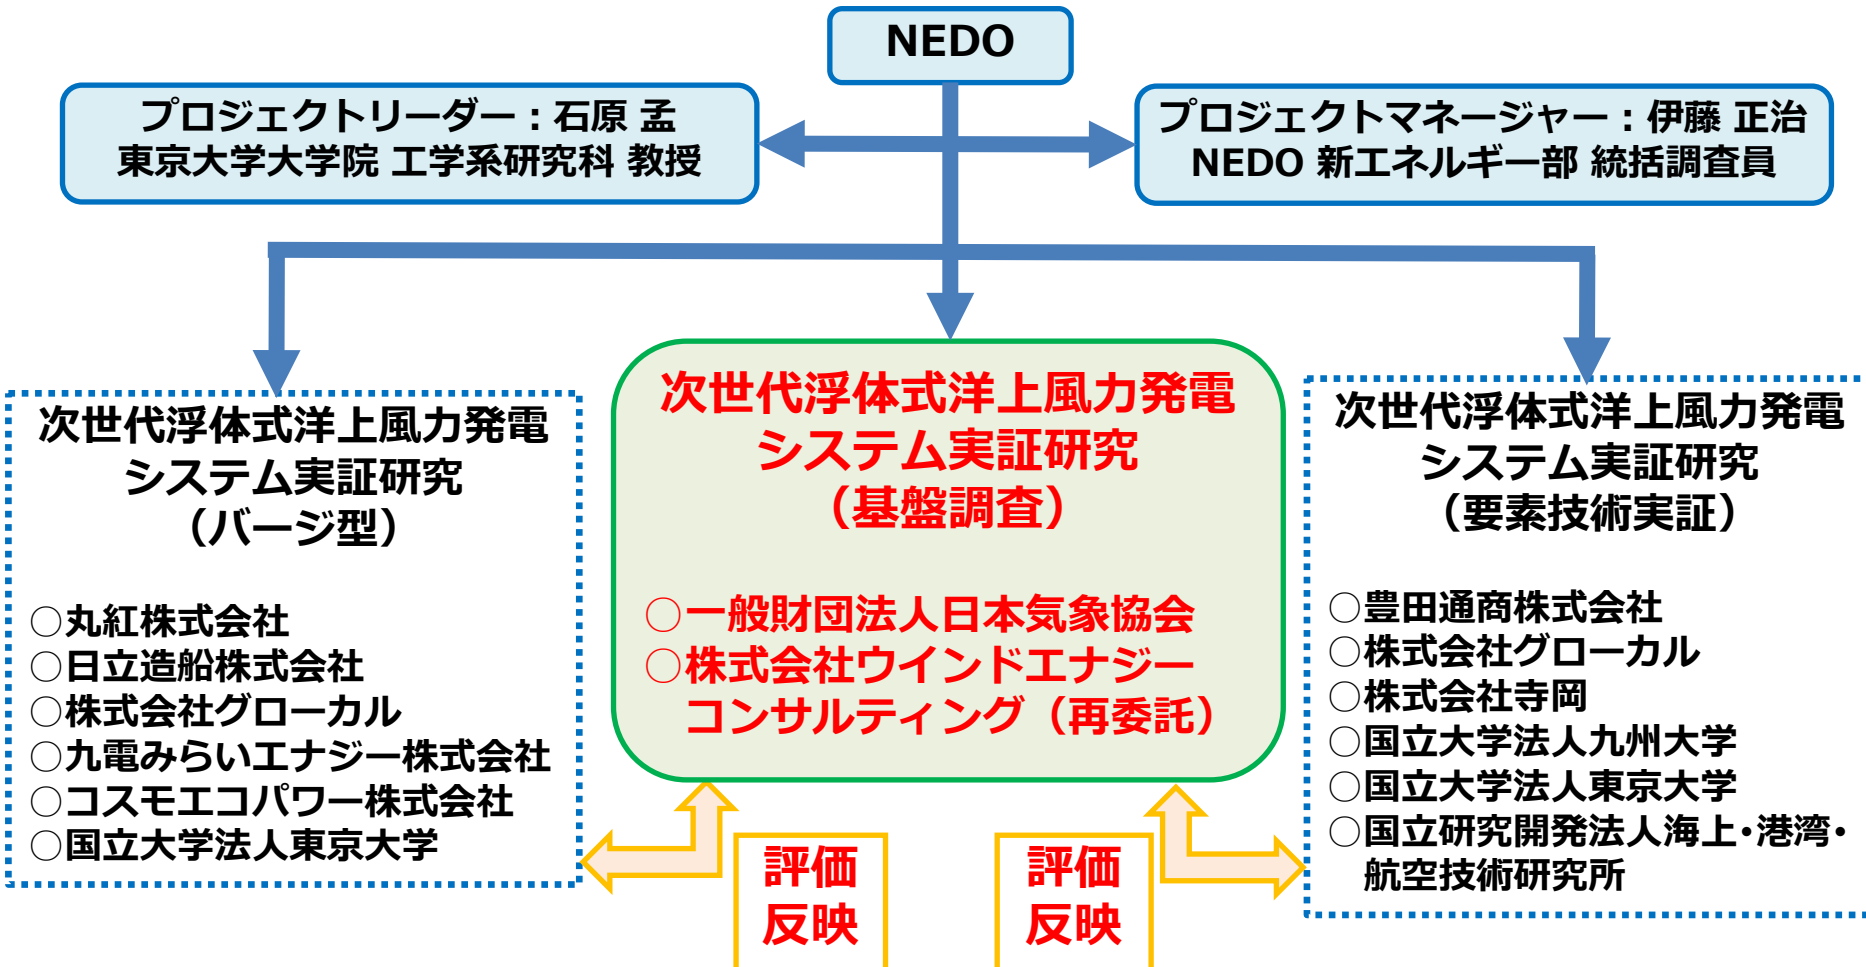 NEDO
プロジェクトリーダー：石原 孟
東京大学大学院 工学系研究科 教授
プロジェクトマネージャー：伊藤 正治
NEDO 新エネルギー部 統括調査員
次世代浮体式洋上風力発電
システム実証研究
（バージ型）
○丸紅株式会社
○日立造船株式会社
○株式会社グローカル
○九電みらいエナジー株式会社
○コスモエコパワー株式会社
○国立大学法人東京大学
次世代浮体式洋上風力発電
システム実証研究
（基盤調査）
○一般財団法人日本気象協会
○株式会社ウインドエナジー
コンサルティング（再委託）
次世代浮体式洋上風力発電
システム実証研究
（要素技術実証）
○豊田通商株式会社
○株式会社グローカル
○株式会社寺岡
○国立大学法人九州大学
○国立大学法人東京大学
○国立研究開発法人海上・港湾・
航空技術研究所
評価
反映
評価
反映